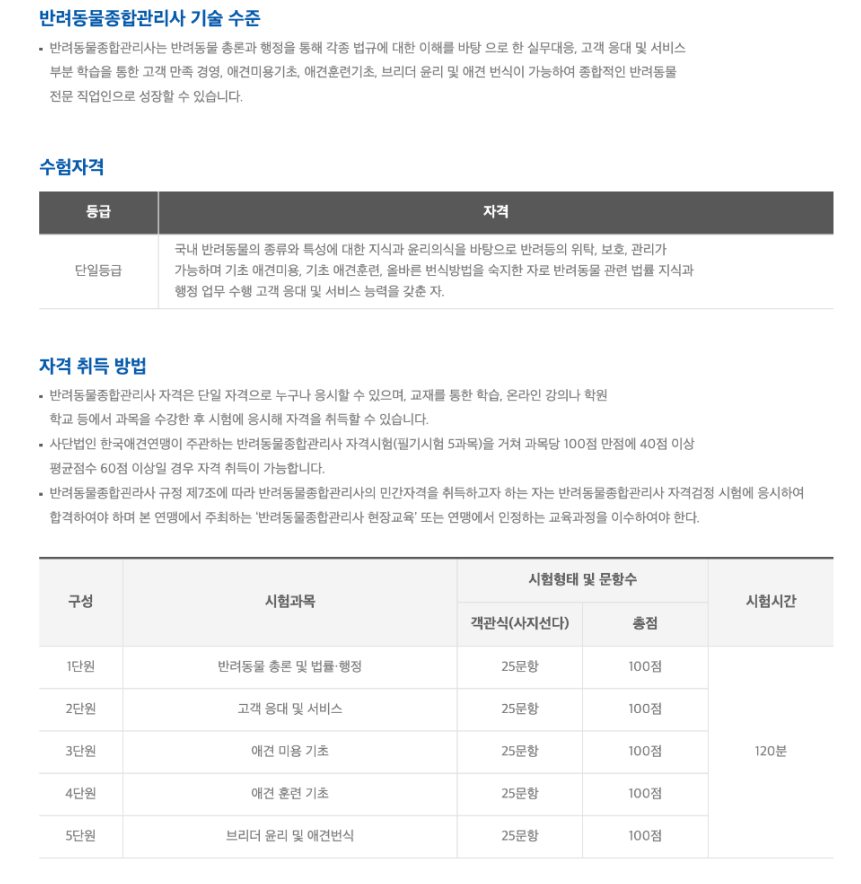 반려동물종합관리사 기술 수준
반려동물종합관리사는 반려동물 총론과 행정을 통해 각종 법규에 대한 이해를 바탕 으로 한 실무대응, 고객 응대 및 서비스
부분 학습을 통한 고객 만족 경영, 애견미용기초, 애견훈련기초, 브리더 윤리 및 애견 번식이 가능하여 종합적인 반려동물
전문 직업인으로 성장할 수 있습니다.
수험자격
등급 자격
단일등급
국내 반려동물의 종류와 특성에 대한 지식과 윤리의식을 바탕으로 반려등의 위탁, 보호, 관리가
가능하며 기초 애견미용, 기초 애견훈련, 올바른 번식방법을 숙지한 자로 반려동물 관련 법률 지식과
행정 업무 수행 고객 응대 및 서비스 능력을 갖춘 자.
자격 취득 방법
반려동물종합관리사 자격은 단일 자격으로 누구나 응시할 수 있으며, 교재를 통한 학습, 온라인 강의나 학원
학교 등에서 과목을 수강한 후 시험에 응시해 자격을 취득할 수 있습니다.
사단법인 한국애견연맹이 주관하는 반려동물종합관리사 자격시험(필기시험 5과목)을 거쳐 과목당 100점 만점에 40점 이상
평균점수 60점 이상일 경우 자격 취득이 가능합니다.
반려동물종합괸라사 규정 제7조에 따라 반려동물종합관리사의 민간자격을 취득하고자 하는 자는 반려동물종합관리사 자격검정 시험에 응시하여
합격하여야 하며 본 연맹에서 주최하는 '반려동물종합관리사 현장교육' 또는 연맹에서 인정하는 교육과정을 이수하여야 한다.
구성 시험과목 시험형태 및 문항수 시험시간
객관식(사지선다) 총점
1단원 반려동물 총론 및 법률·행정 25문항 100점
2단원 고객 응대 및 서비스 25문항 100점
3단원 애견 미용 기초 25문항 100점 120분
4단원 애견 훈련 기초 25문항 100점
5단원 브리더 윤리 및 애견번식 25문항 100점